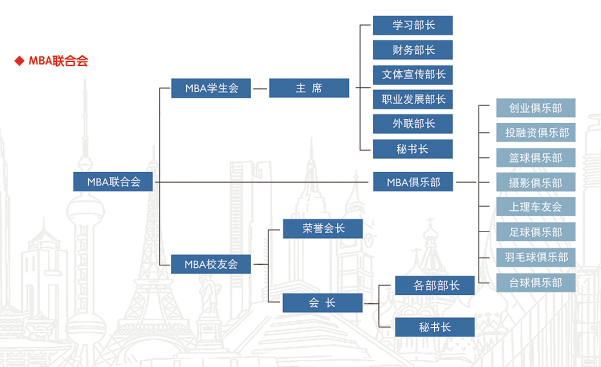 MBA联合会
MBA联合会
MBA学生会
主 席
学习部长
财务部长
文体宣传部长
职业发展部长
外联部长
秘书长
MBA俱乐部
创业俱乐部
投融资俱乐部
篮球俱乐部
摄影俱乐部
上理车友会
足球俱乐部
羽毛球俱乐部
台球俱乐部
MBA校友会
荣誉会长
会 长
各部部长
秘书长